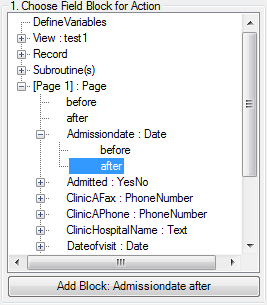 1. Choose Field Block for Action
DefineVariables
View : test1
Record
Subroutine(s)
[Page 1] : Page
before
after
Admissiondate : Date
before
after
Admitted : YesNo
ClinicAFax : PhoneNumber
ClinicAPhone : PhoneNumber
ClinicHospitalName : Text
Dateofvisit : Date
Add Block: Admissiondate after